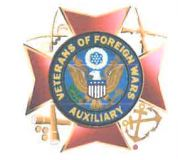 VETERANS OF FOREIGN WARS
AUXILIARY